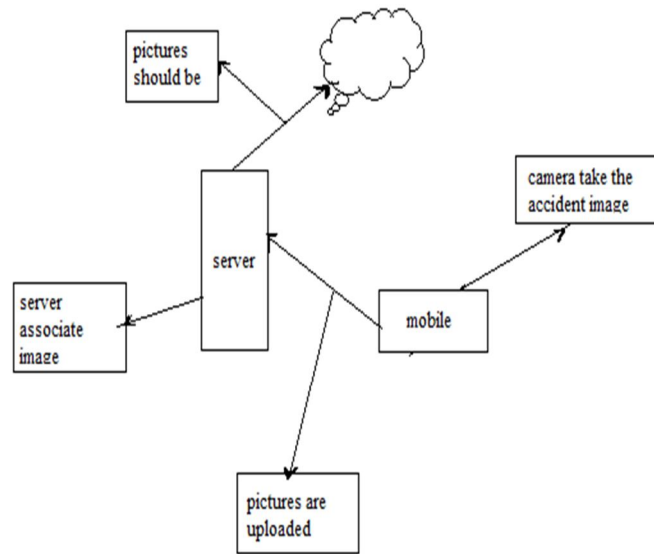 pictures
should be
camera take the
accident image
server
mobile
server
associate
image
pictures are
uploaded